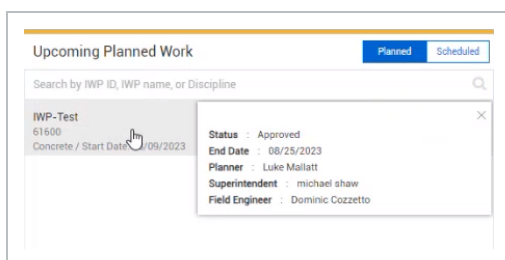 Upcoming Planned Work
Planned Scheduled
Search by IWP ID, IWP name, or Discipline
IWP-Test
61600
Concrete / Start Date /09/2023
Status : Approved
End Date : 08/25/2023
Planner : Luke Mallatt
Superintendent : michael shaw
Field Engineer : Dominic Cozzetto